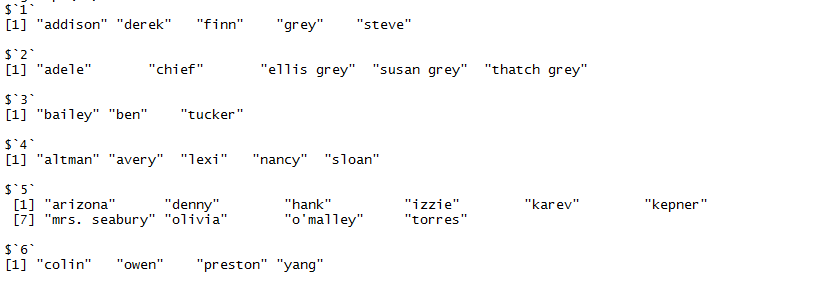 $`1`
[1] "addison" "derek"   "finn"    "grey"    "steve"

$`2`
[1] "adele"       "chief"       "ellis grey"  "susan grey"  "thatch grey"

$`3`
[1] "bailey" "ben"    "tucker"

$`4`
[1] "altman" "avery"  "lexi"   "nancy"  "sloan"

$`5`
 [1] "arizona"      "denny"        "hank"         "izzie"        "karev"        "kepner"
 [7] "mrs. seabury" "olivia"       "o'malley"     "torres"

$`6`
[1] "colin"   "owen"    "preston" "yang"